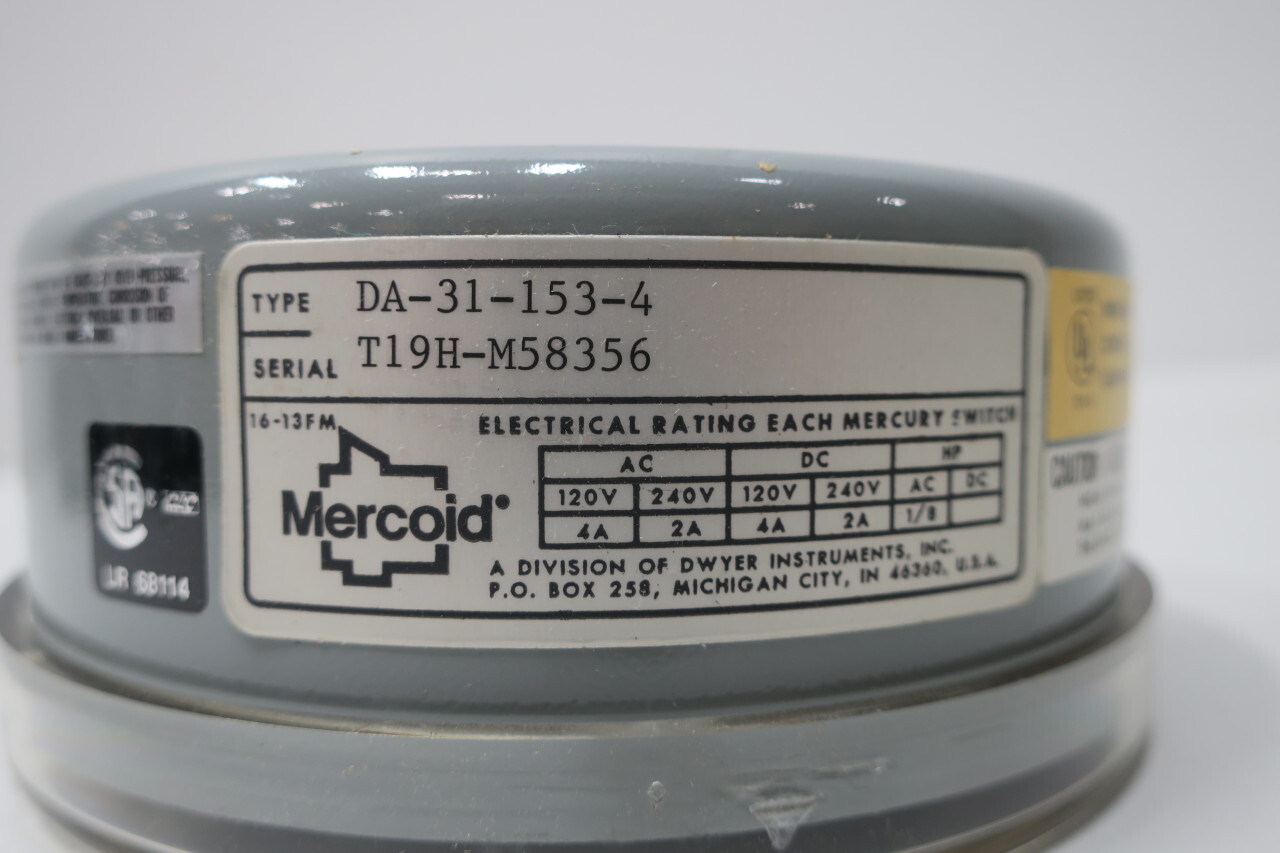 TYPE DA-31-153-4
SERIAL T19H-M58356
16-13FM
ELECTRICAL RATING EACH MERCURY SWITCH
AC DC HP
120V 240V 120V 240V AC DC
4A 2A 4A 2A 1/8
Mercoid
A DIVISION OF DWYER INSTRUMENTS, INC.
P.O. BOX 258, MICHIGAN CITY, IN 46360, U.S.A.
LR 68114
CAUTION